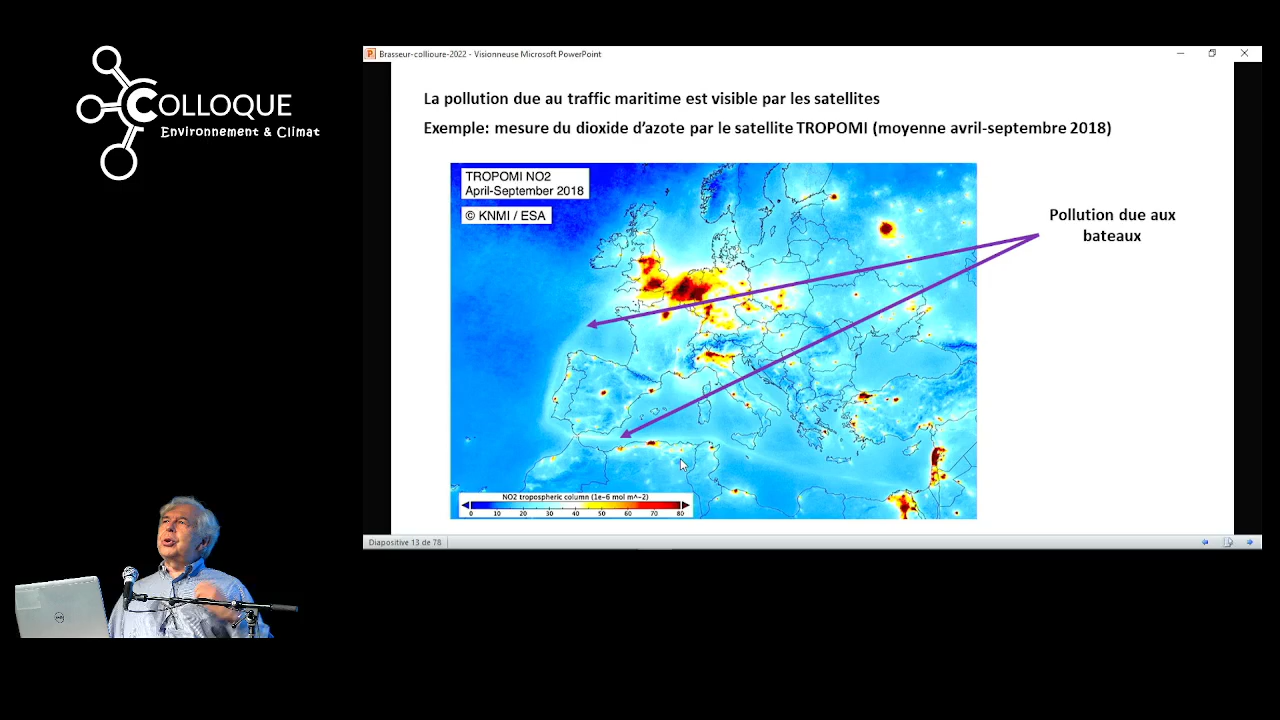 COLLOQUE
Environnement & Climat
Brasseur-collioure-2022 - Visionneuse Microsoft PowerPoint
La pollution due au traffic maritime est visible par les satellites
Exemple: mesure du dioxide d'azote par le satellite TROPOMI (moyenne avril-septembre 2018)
TROPOMI NO2
April-September 2018
© KNMI / ESA
Pollution due aux
bateaux
NO2 tropospheric column (1e-6 mol m^-2)
0 10 20 30 40 50 60 70 80
Diapositive 13 de 78
DELL